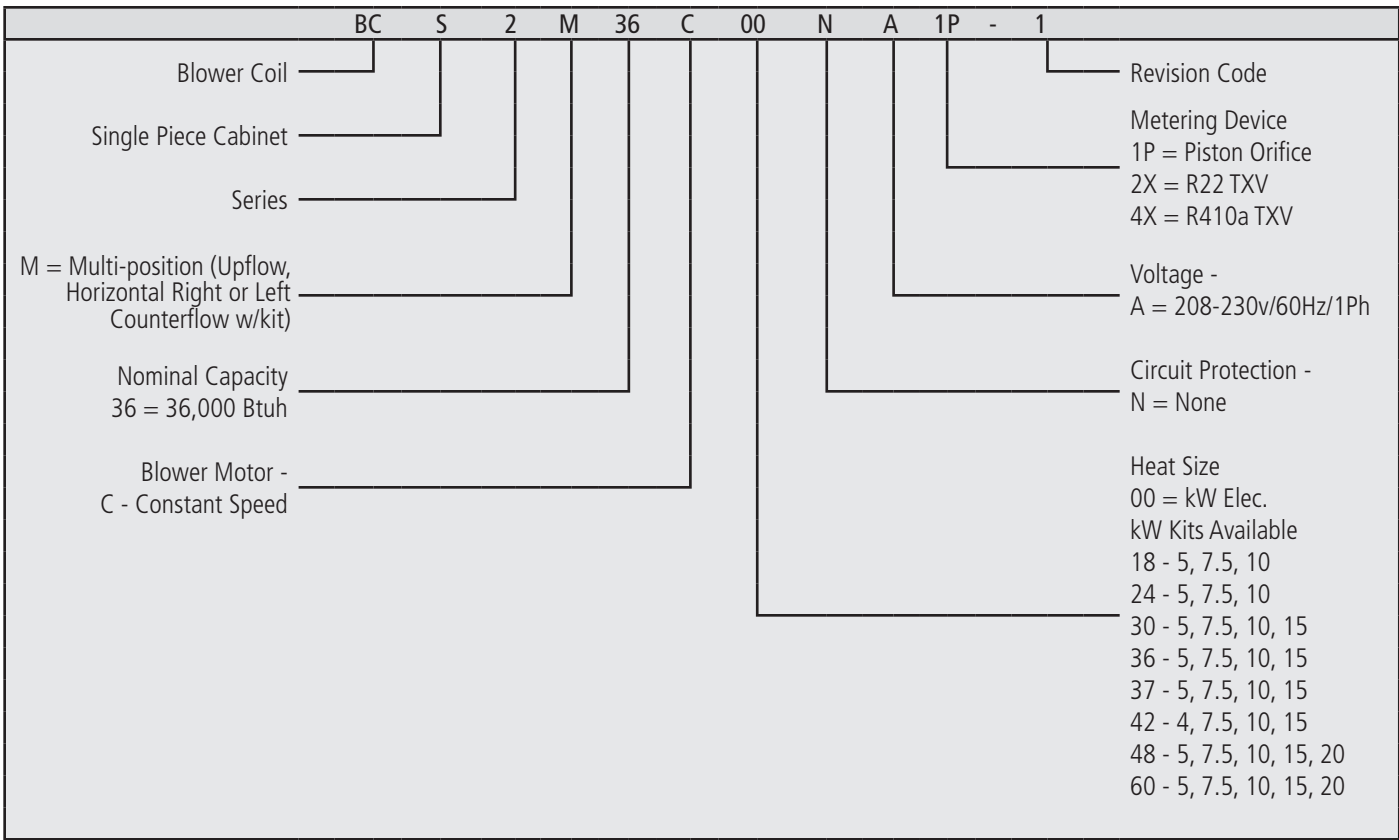 BC S 2 M 36 C 00 N A 1P - 1
Blower Coil
Single Piece Cabinet
Series
M = Multi-position (Upflow,
Horizontal Right or Left
Counterflow w/kit)
Nominal Capacity
36 = 36,000 Btuh
Blower Motor -
C - Constant Speed
Revision Code
Metering Device
1P = Piston Orifice
2X = R22 TXV
4X = R410a TXV
Voltage -
A = 208-230v/60Hz/1Ph
Circuit Protection -
N = None
Heat Size
00 = kW Elec.
kW Kits Available
18 - 5, 7.5, 10
24 - 5, 7.5, 10
30 - 5, 7.5, 10, 15
36 - 5, 7.5, 10, 15
37 - 5, 7.5, 10, 15
42 - 4, 7.5, 10, 15
48 - 5, 7.5, 10, 15, 20
60 - 5, 7.5, 10, 15, 20